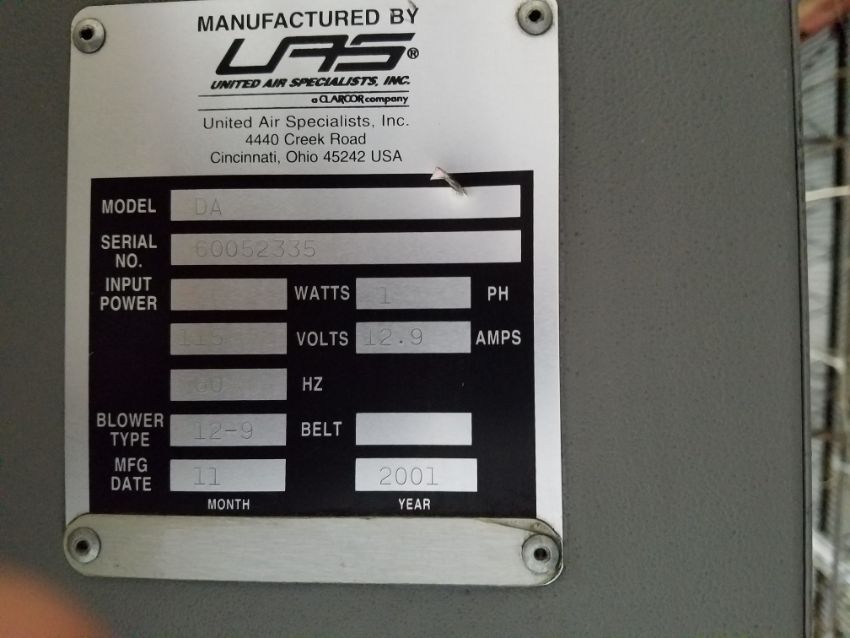 MANUFACTURED BY
UAS®
UNITED AIR SPECIALISTS, INC.
a CLARCOR company
United Air Specialists, Inc.
4440 Creek Road
Cincinnati, Ohio 45242 USA
MODEL DA
SERIAL NO. 60052335
INPUT POWER WATTS 1 PH
115 VOLTS 12.9 AMPS
60 HZ
BLOWER TYPE 12-9 BELT
MFG DATE 11 2001
MONTH YEAR